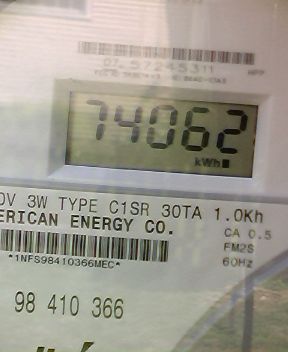 07 57245311
HPP
74062
kWh
0V 3W TYPE C1SR 30TA 1.0Kh
ERICAN ENERGY CO.
CA 0.5
FM2S
*1NFS98410366MEC*
60Hz
98 410 366